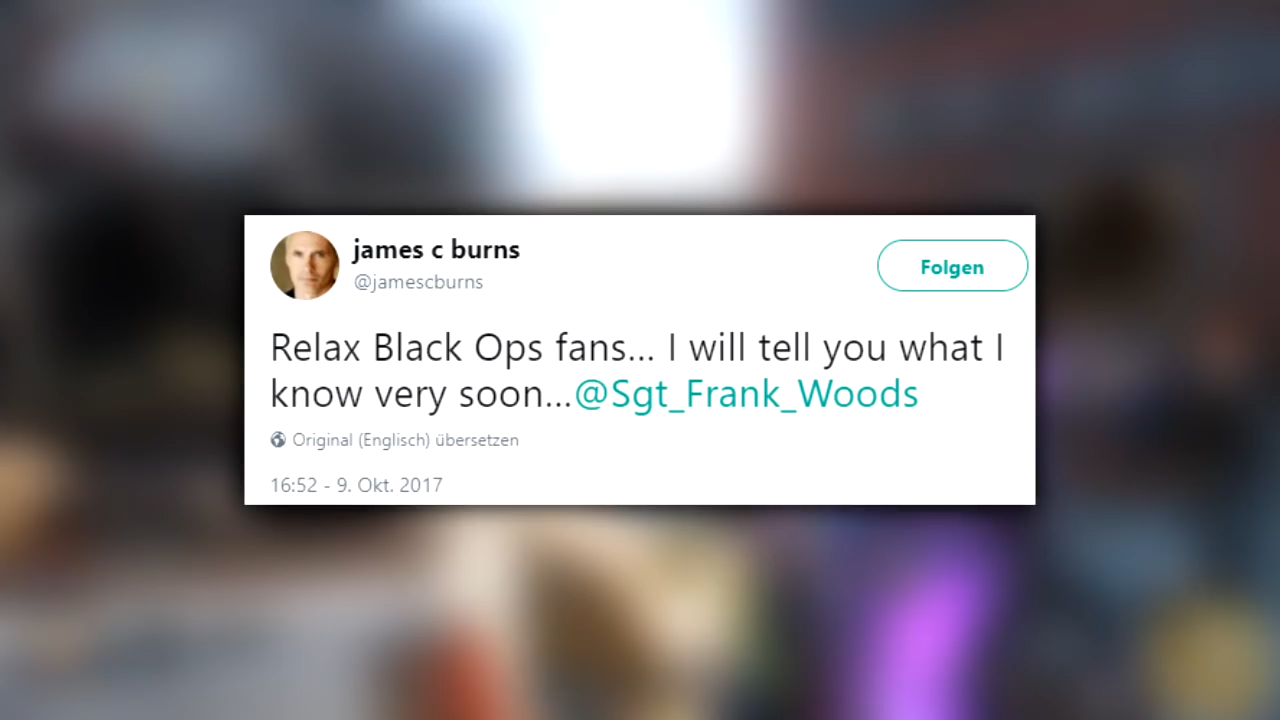 james c burns
@jamescburns
Folgen
Relax Black Ops fans... I will tell you what I
know very soon...@Sgt_Frank_Woods
Original (Englisch) übersetzen
16:52 - 9. Okt. 2017